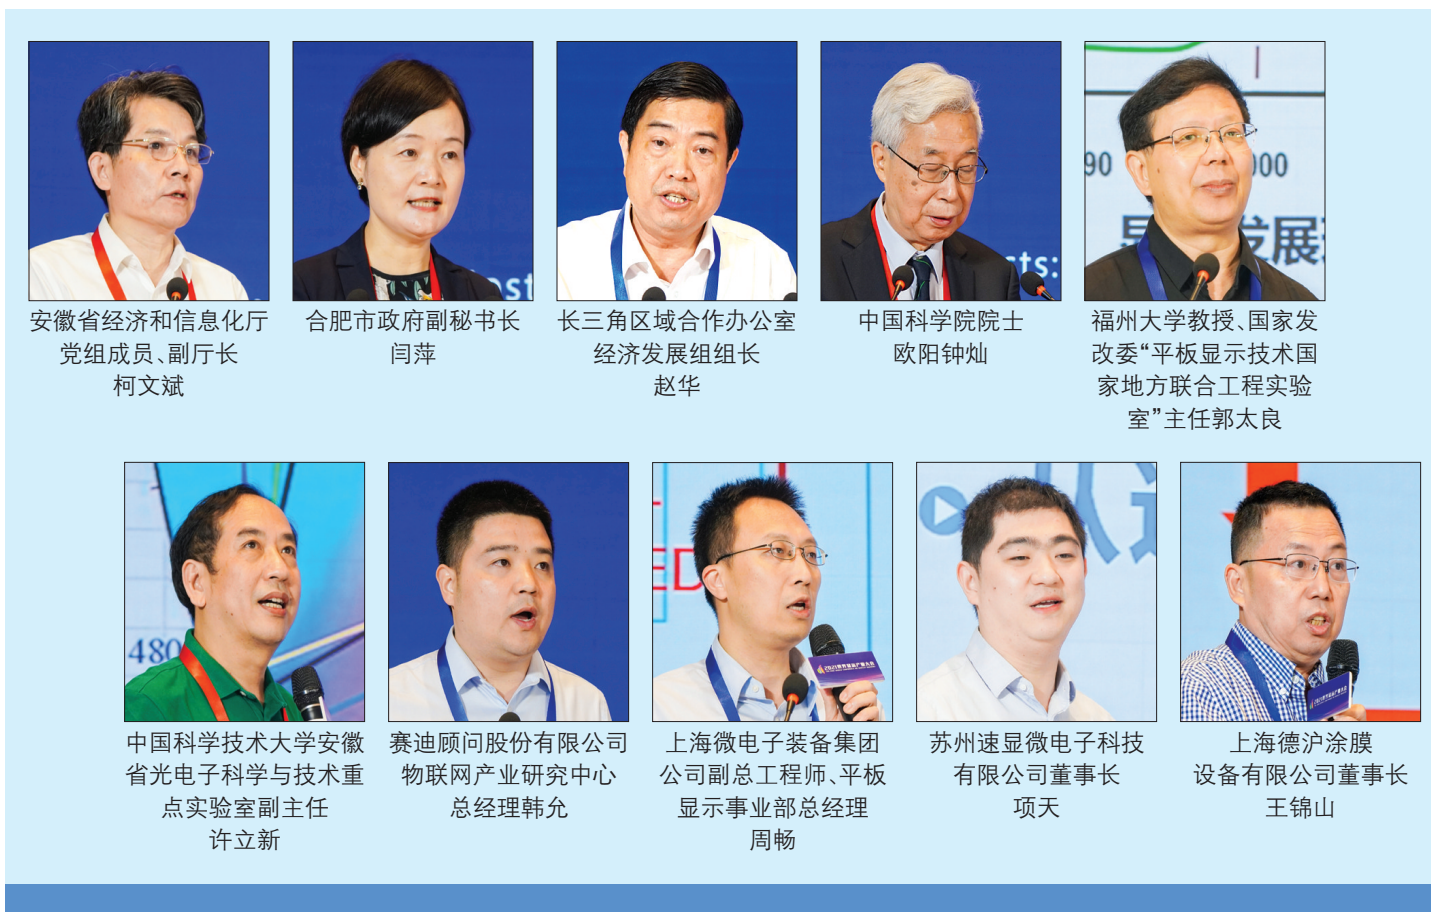 90
000
ost
sts:
安徽省经济和信息化厅
党组成员、副厅长
柯文斌
合肥市政府副秘书长
闫萍
长三角区域合作办公室
经济发展组组长
赵华
中国科学院院士
欧阳钟灿
福州大学教授、国家发
改委“平板显示技术国
家地方联合工程实验
室”主任郭太良
480
ED
中国科学技术大学安徽
省光电子科学与技术重
点实验室副主任
许立新
赛迪顾问股份有限公司
物联网产业研究中心
总经理韩允
上海微电子装备集团
公司副总工程师、平板
显示事业部总经理
周畅
苏州速显微电子科技
有限公司董事长
项天
上海德沪涂膜
设备有限公司董事长
王锦山